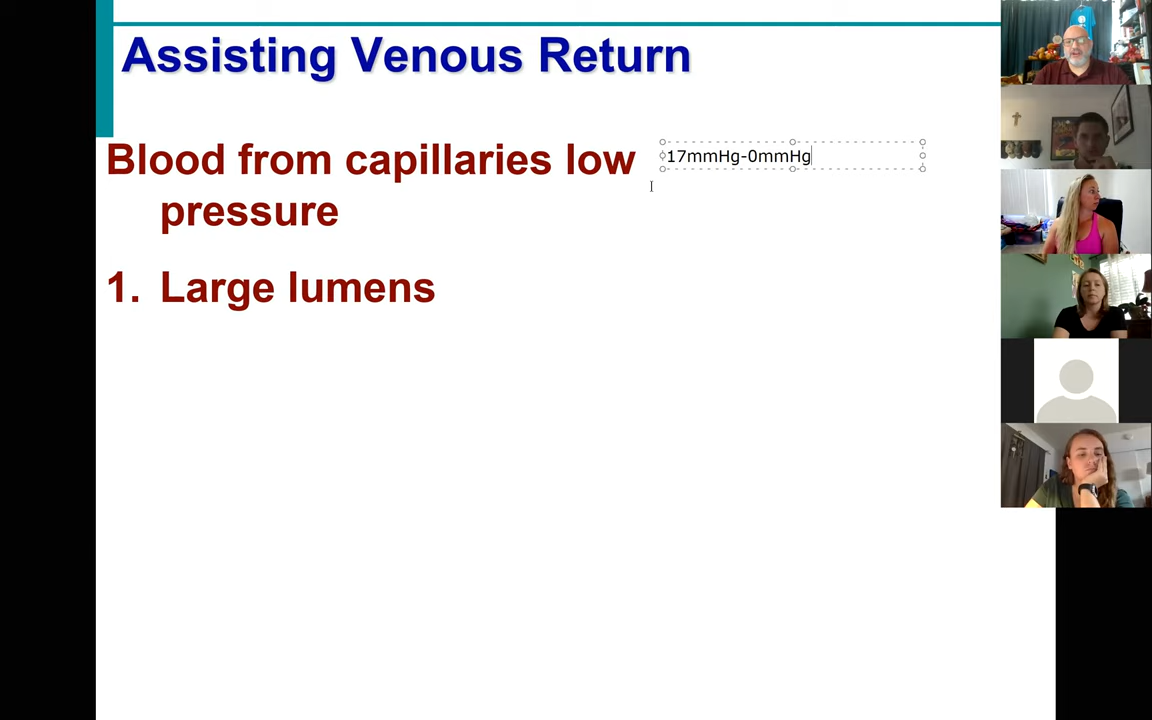 Assisting Venous Return
Blood from capillaries low
17mmHg-0mmHg
pressure
1. Large lumens